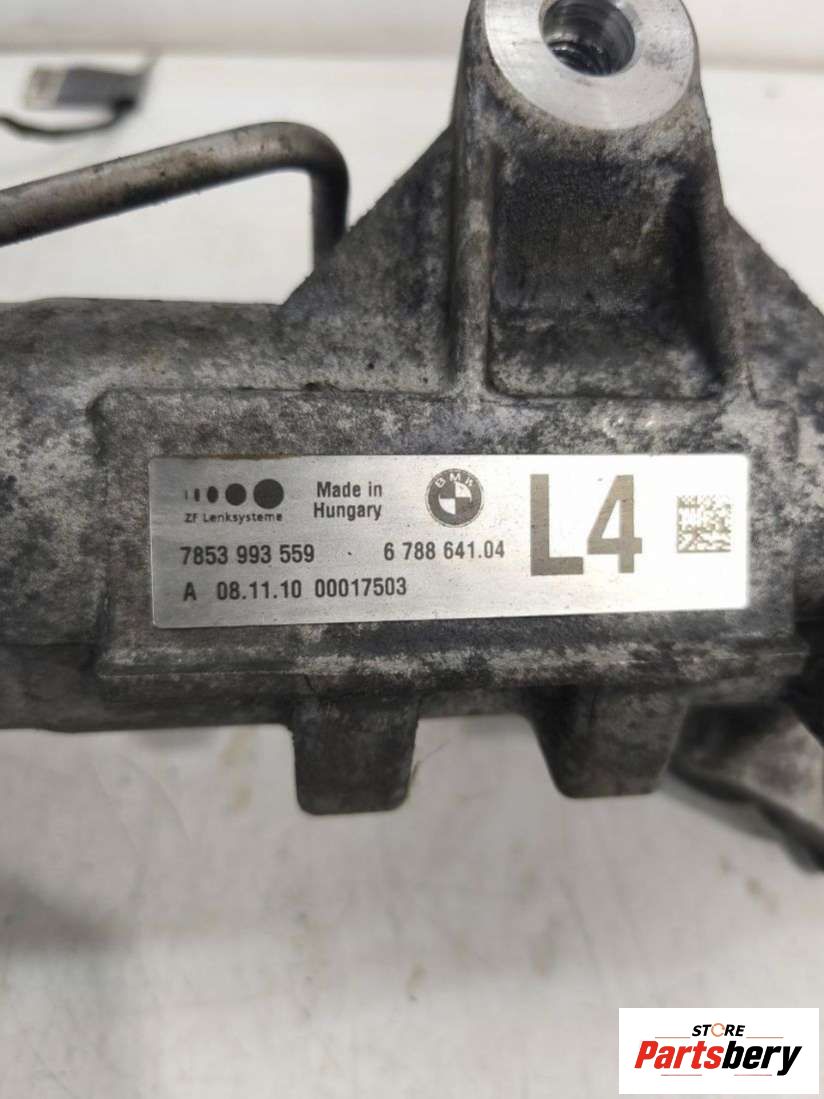 ZF Lenksysteme
Made in
Hungary
BMW
L4
7853 993 559 . 6 788 641.04
A 08.11.10 00017503
STORE
Partsbery